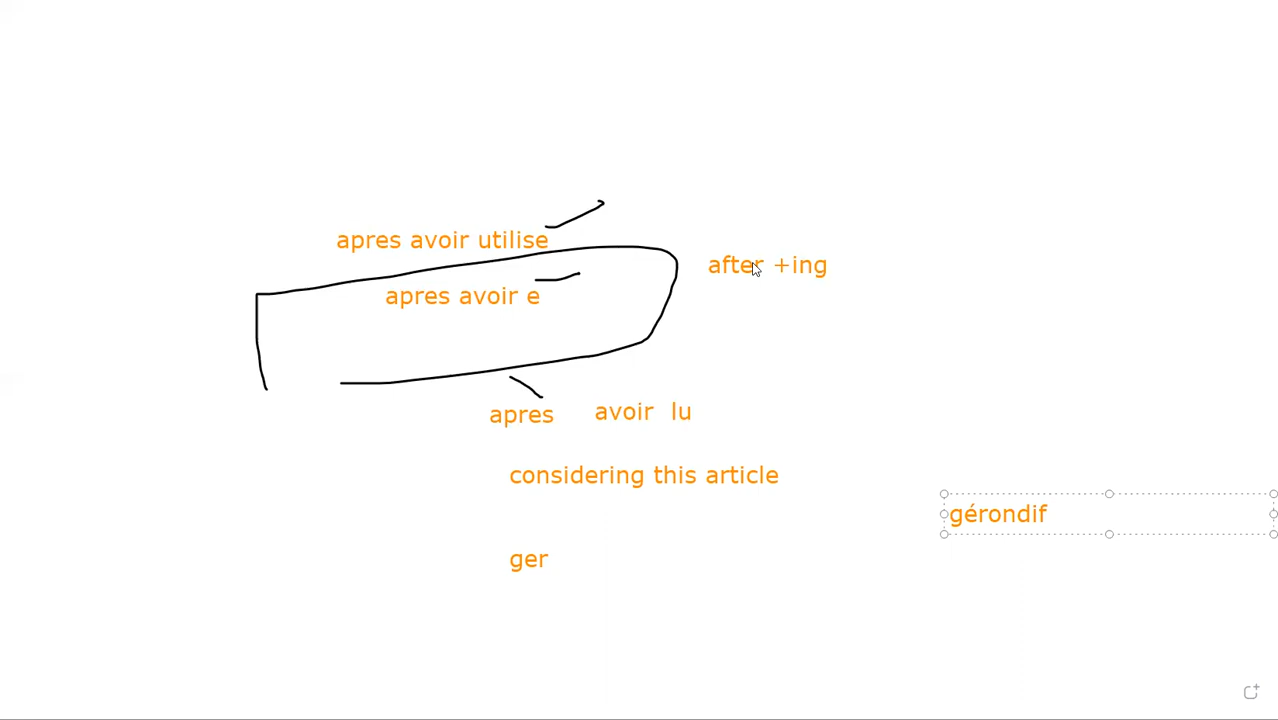 apres avoir utilise
after +ing
apres avoir e
apres avoir lu
considering this article
gérondif
ger